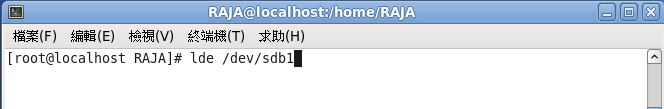 RAJA@localhost:/home/RAJA
檔案(F) 編輯(E) 檢視(V) 終端機(T) 求助(H)
[root@localhost RAJA]# lde /dev/sdb1